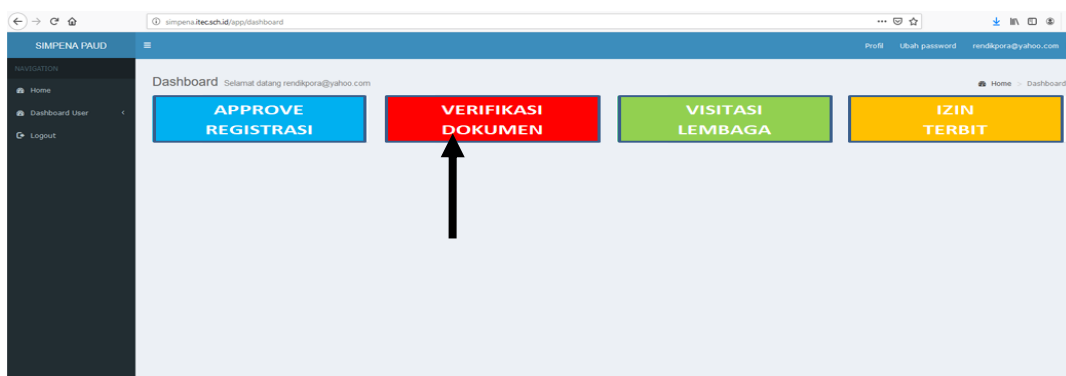 simpena.itec.sch.id/app/dashboard
SIMPENA PAUD
Profil Ubah password rendikpora@yahoo.com
NAVIGATION
Home
Dashboard User
Logout
Dashboard Selamat datang rendikpora@yahoo.com
Home > Dashboard
APPROVE
REGISTRASI
VERIFIKASI
DOKUMEN
VISITASI
LEMBAGA
IZIN
TERBIT